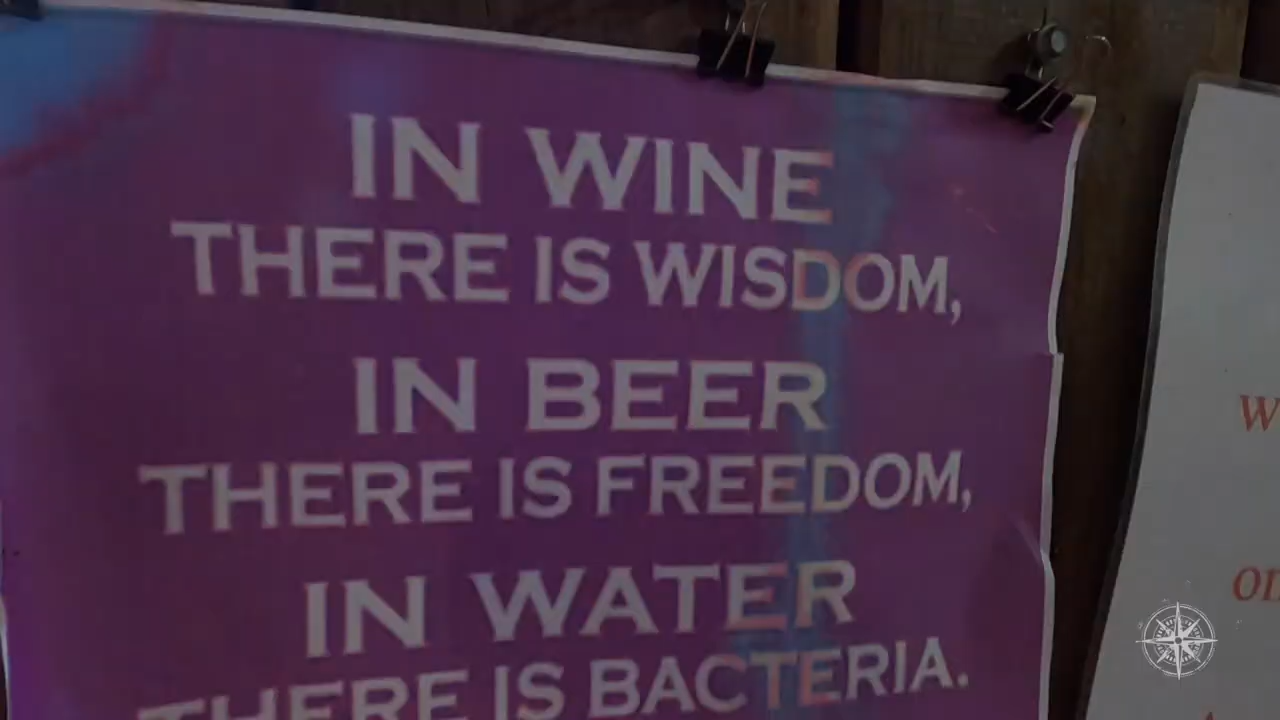 IN WINE
THERE IS WISDOM,
IN BEER
THERE IS FREEDOM,
IN WATER
THERE IS BACTERIA.